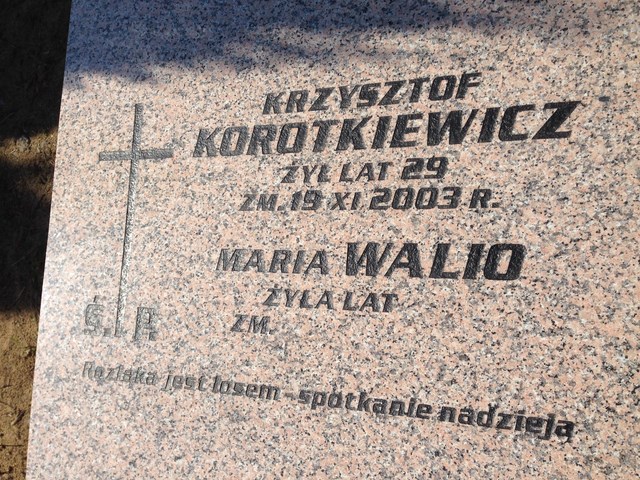 KRZYSZTOF
KOROTKIEWICZ
ŻYŁ LAT 29
ZM. 19 XI 2003 R.
MARIA WALIO
ŻYŁA LAT
ZM.
Ś. P.
Rozłąka jest losem - spotkanie nadzieją